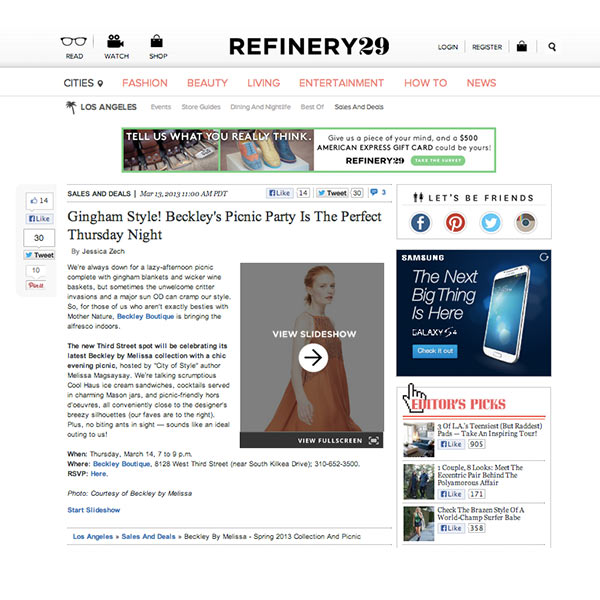 REFINERY29
READ
WATCH
SHOP
LOGIN
REGISTER
CITIES
FASHION
BEAUTY
LIVING
ENTERTAINMENT
HOW TO
NEWS
LOS ANGELES
Events
Store Guides
Dining And Nightlife
Best Of
Sales And Deals
TELL US WHAT YOU REALLY THINK.
Give us a piece of your mind, and a $500
AMERICAN EXPRESS GIFT CARD could be yours!
REFINERY29
TAKE THE SURVEY
14
Like
30
Tweet
10
Pin it
SALES AND DEALS | Mar 13, 2013 11:00 AM PDT
Like 14
Tweet 30
3
Gingham Style! Beckley's Picnic Party Is The Perfect
Thursday Night
By Jessica Zech
We're always down for a lazy-afternoon picnic
complete with gingham blankets and wicker wine
baskets, but sometimes the unwelcome critter
invasions and a major sun OD can cramp our style.
So, for those of us who aren't exactly besties with
Mother Nature, Beckley Boutique is bringing the
alfresco indoors.
The new Third Street spot will be celebrating its
latest Beckley by Melissa collection with a chic
evening picnic, hosted by "City of Style" author
Melissa Magsaysay. We're talking scrumptious
Cool Haus ice cream sandwiches, cocktails served
in charming Mason jars, and picnic-friendly hors
d'oeuvres, all conveniently close to the designer's
breezy silhouettes (our faves are to the right).
Plus, no biting ants in sight — sounds like an ideal
outing to us!
VIEW SLIDESHOW
VIEW FULLSCREEN
When: Thursday, March 14, 7 to 9 p.m.
Where: Beckley Boutique, 8128 West Third Street (near South Kilkea Drive); 310-652-3500.
RSVP: Here.
Photo: Courtesy of Beckley by Melissa
Start Slideshow
Los Angeles » Sales And Deals » Beckley By Melissa - Spring 2013 Collection And Picnic
LET'S BE FRIENDS
SAMSUNG
The Next
Big Thing
Is Here
GALAXY S4
Check it out
EDITOR'S PICKS
3 Of L.A.'s Teensiest (But Raddest)
Pads — Take An Inspiring Tour!
Like 905
1 Couple, 8 Looks: Meet The
Eccentric Pair Behind The
Polyamorous Affair
Like 171
Check The Brazen Style Of A
World-Champ Surfer Babe
Like 358